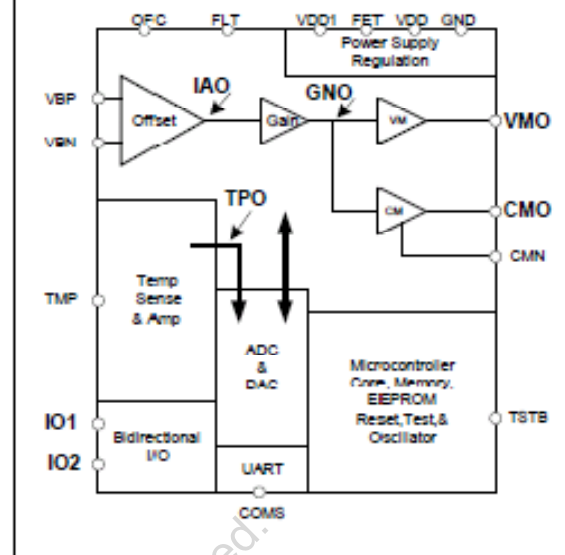 OFC FLT VDD1 FET VDD GND
Power Supply
Regulation
IAO GNO
VBP
Offset Gain VM VMO
VBN
TPO
CM CMO
CMN
Temp
Sense
& Amp
TMP
ADC
&
DAC
Microcontroller
Core, Memory,
EIEPROM
Reset,Test,&
Oscillator
TSTB
IO1
Bidirectional
I/O
IO2
UART
COMS
ed.